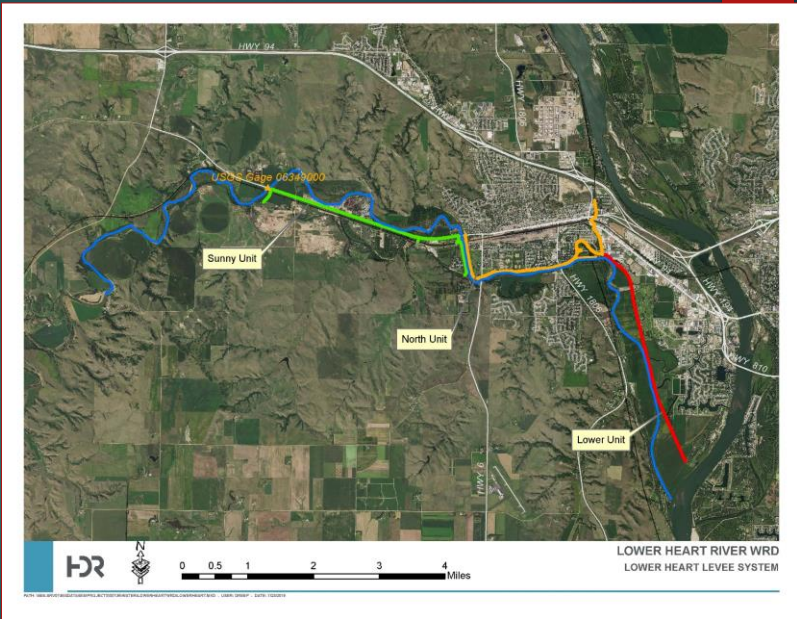 HWY 94
USGS Gage 06349000
Sunny Unit
North Unit
Lower Unit
HWY 1806
HWY 810
HWY 6
HDR
N
0 0.5 1 2 3 4
Miles
LOWER HEART RIVER WRD
LOWER HEART LEVEE SYSTEM